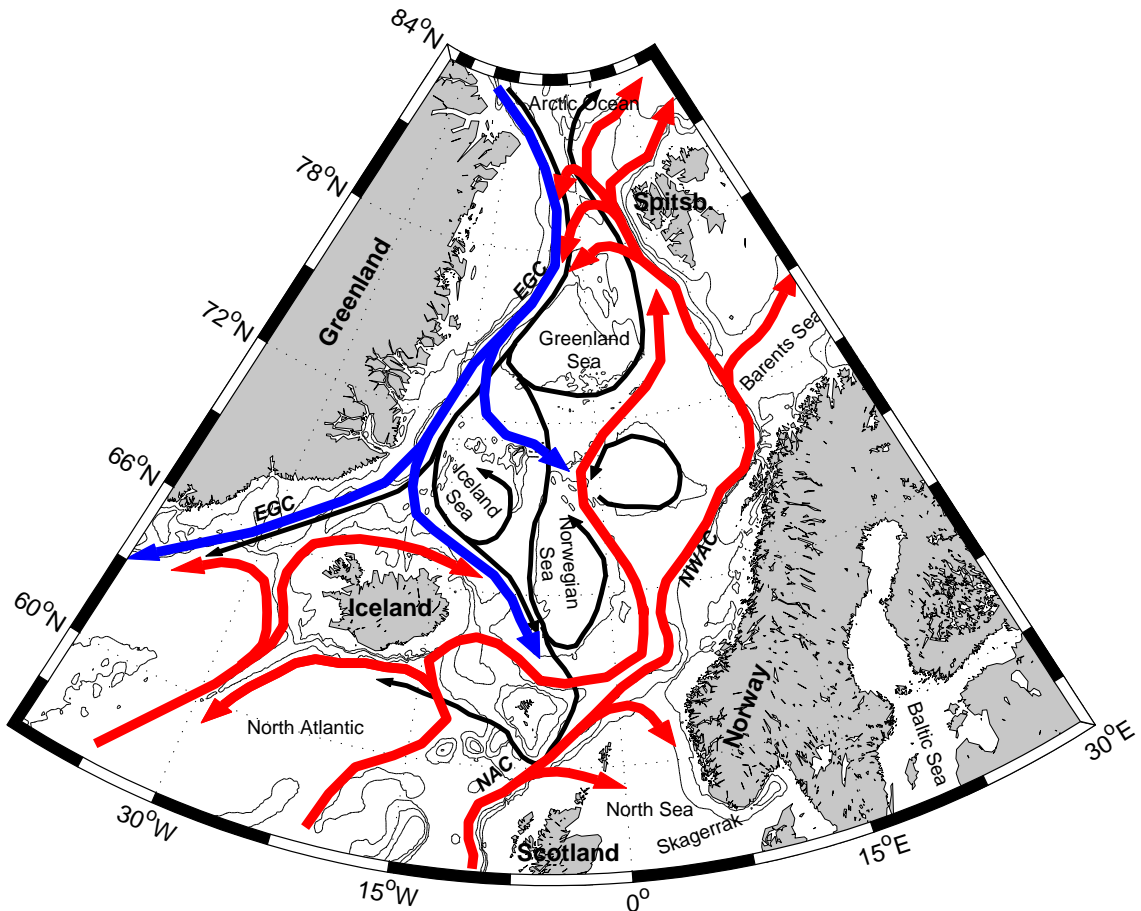 84°N
Arctic Ocean
78°N
Spitsb.
Greenland
EGC
72°N
Greenland
Sea
Barents Sea
66°N
Iceland
Sea
EGC
Norwegian
Sea
NWAC
60°N
Iceland
Norway
North Atlantic
Baltic Sea
30°E
NAC
30°W
North Sea
Skagerrak
Scotland
15°E
15°W
0°